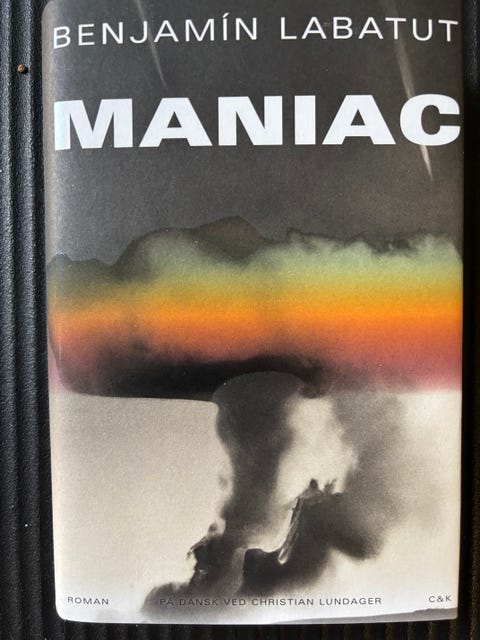 BENJAMÍN LABATUT
MANIAC
ROMAN PÅ DANSK VED CHRISTIAN LUNDAGER C&K